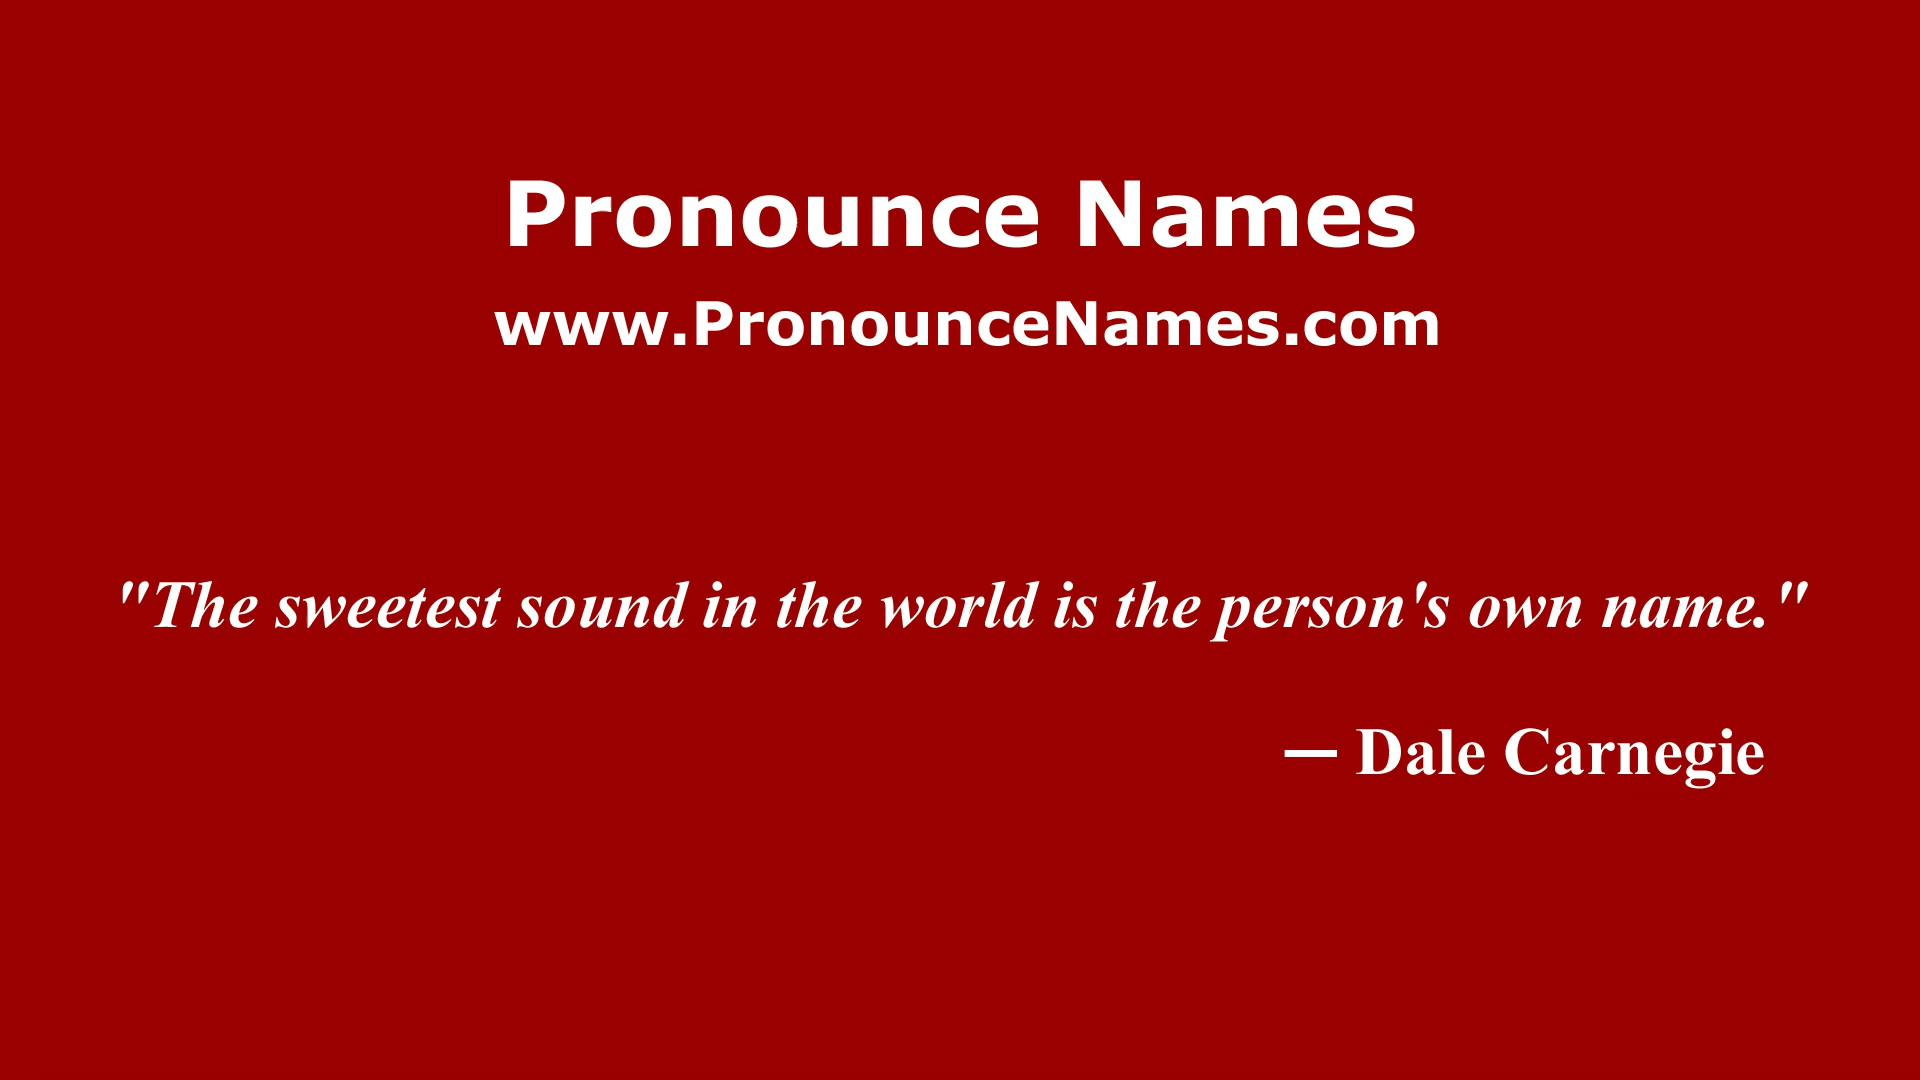 Pronounce Names
www.PronounceNames.com
"The sweetest sound in the world is the person's own name."
— Dale Carnegie